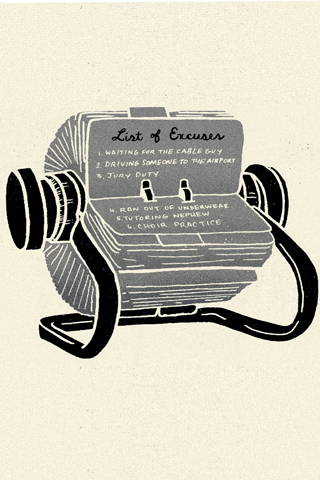 List of Excuses
1. WAITING FOR THE CABLE GUY
2. DRIVING SOMEONE TO THE AIRPORT
3. JURY DUTY
4. RAN OUT OF UNDERWEAR
5. TUTORING NEPHEW
6. CHOIR PRACTICE